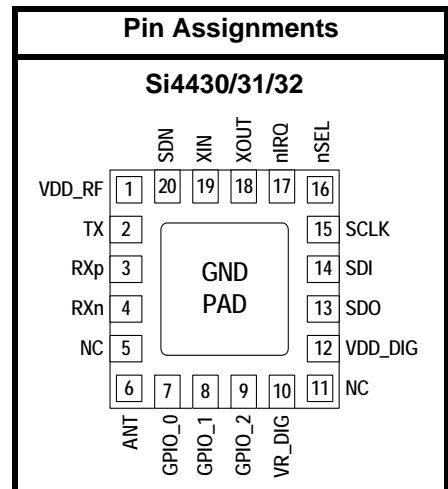 Pin Assignments
Si4430/31/32
SDN
XIN
XOUT
nIRQ
nSEL
20
19
18
17
16
VDD_RF 1
TX 2
RXp 3
RXn 4
NC 5
GND
PAD
15 SCLK
14 SDI
13 SDO
12 VDD_DIG
11 NC
6
7
8
9
10
ANT
GPIO_0
GPIO_1
GPIO_2
VR_DIG